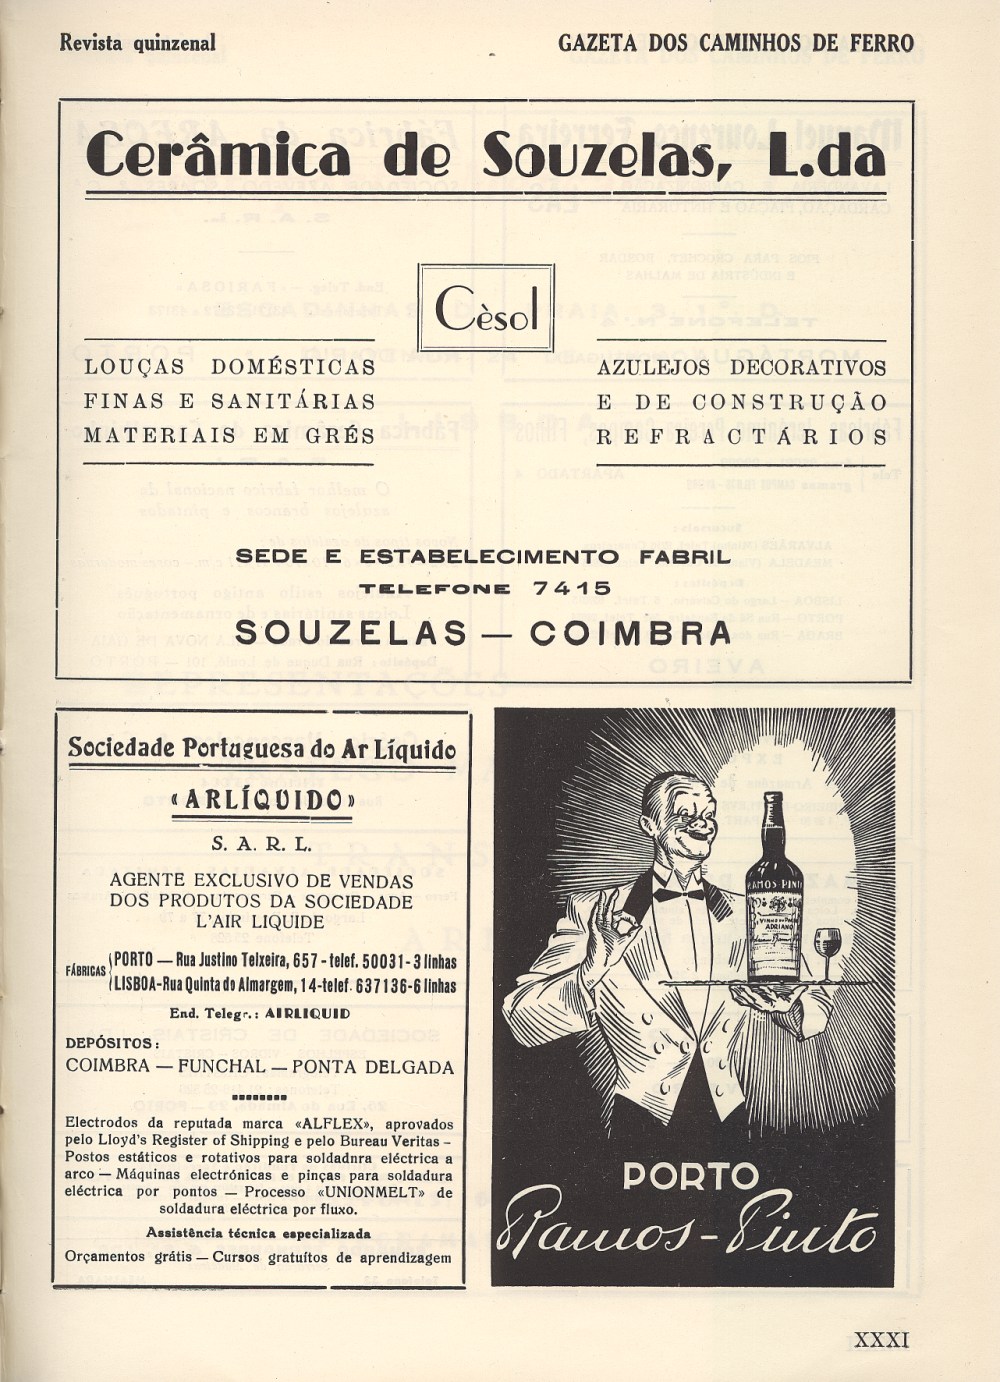 Revista quinzenal
GAZETA DOS CAMINHOS DE FERRO
Cerâmica de Souzelas, L.da
Cèsol
LOUÇAS DOMÉSTICAS
FINAS E SANITÁRIAS
MATERIAIS EM GRÉS
AZULEJOS DECORATIVOS
E DE CONSTRUÇÃO
REFRACTÁRIOS
SEDE E ESTABELECIMENTO FABRIL
TELEFONE 7415
SOUZELAS — COIMBRA
Sociedade Portuguesa do Ar Líquido
«ARLÍQUIDO»
S. A. R. L.
AGENTE EXCLUSIVO DE VENDAS
DOS PRODUTOS DA SOCIEDADE
L'AIR LIQUIDE
FÁBRICAS
PORTO — Rua Justino Teixeira, 657 - telef. 50031-3 linhas
LISBOA-Rua Quinta do Almargem, 14-telef. 637136-6 linhas
End. Telegr.: AIRLIQUID
DEPÓSITOS:
COIMBRA — FUNCHAL — PONTA DELGADA
Electrodos da reputada marca «ALFLEX», aprovados
pelo Lloyd's Register of Shipping e pelo Bureau Veritas –
Postos estáticos e rotativos para soldadnra eléctrica a
arco — Máquinas electrónicas e pinças para soldadura
eléctrica por pontos — Processo «UNIONMELT» de
soldadura eléctrica por fluxo.
Assistência técnica especializada
Orçamentos grátis — Cursos gratuítos de aprendizagem
RAMOS-PINTO
ADRIANO
PORTO
Ramos-Pinto
XXXI